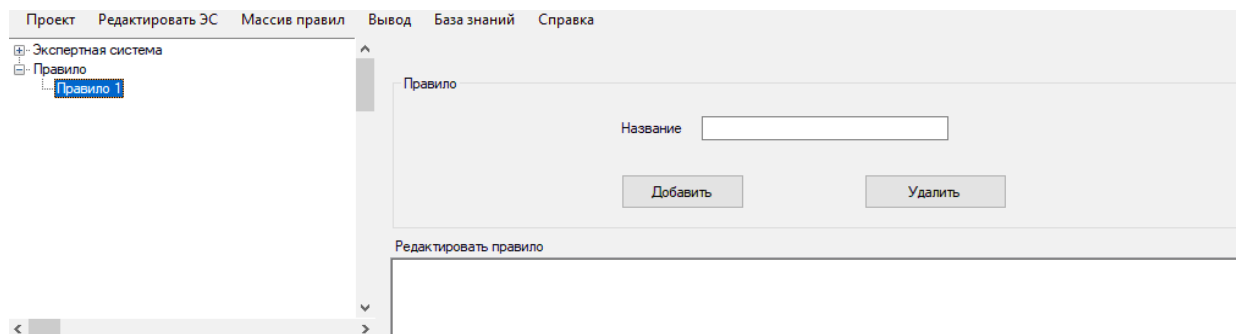 Проект Редактировать ЭС Массив правил Вывод База знаний Справка
Экспертная система
Правило
Правило 1
Правило
Название
Добавить Удалить
Редактировать правило